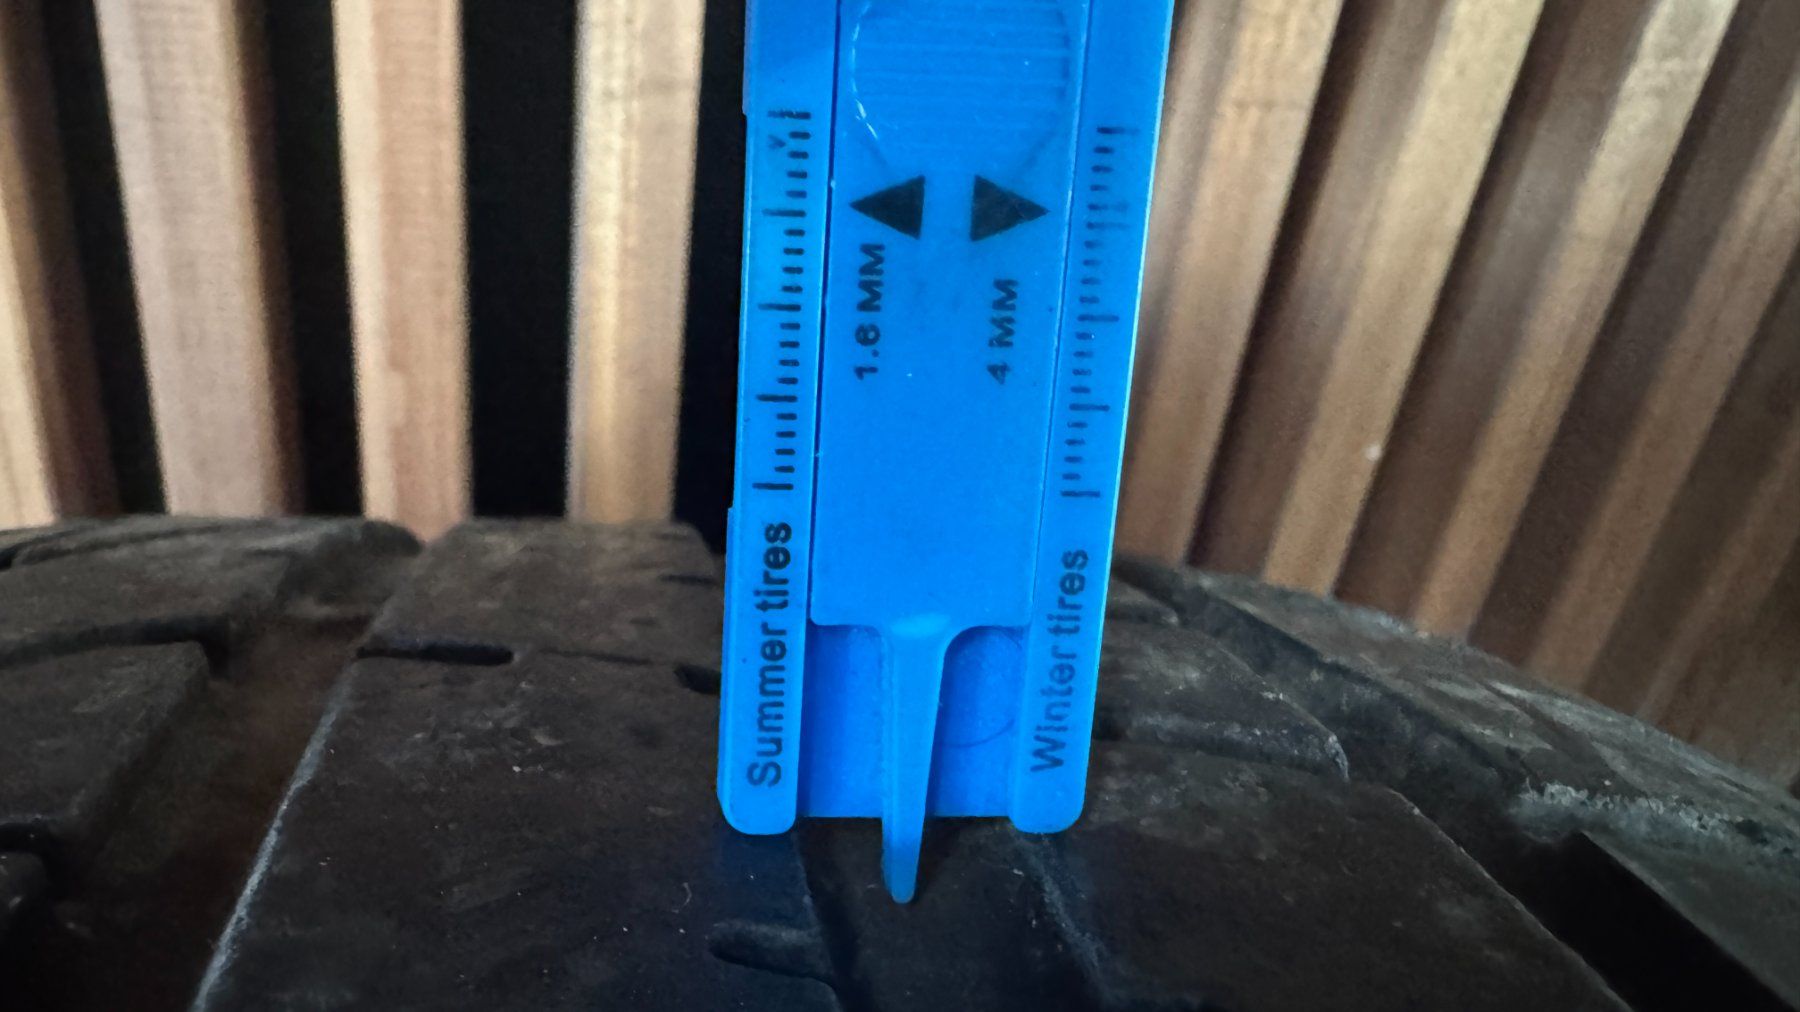 Summer tires
1.6 MM
4 MM
Winter tires